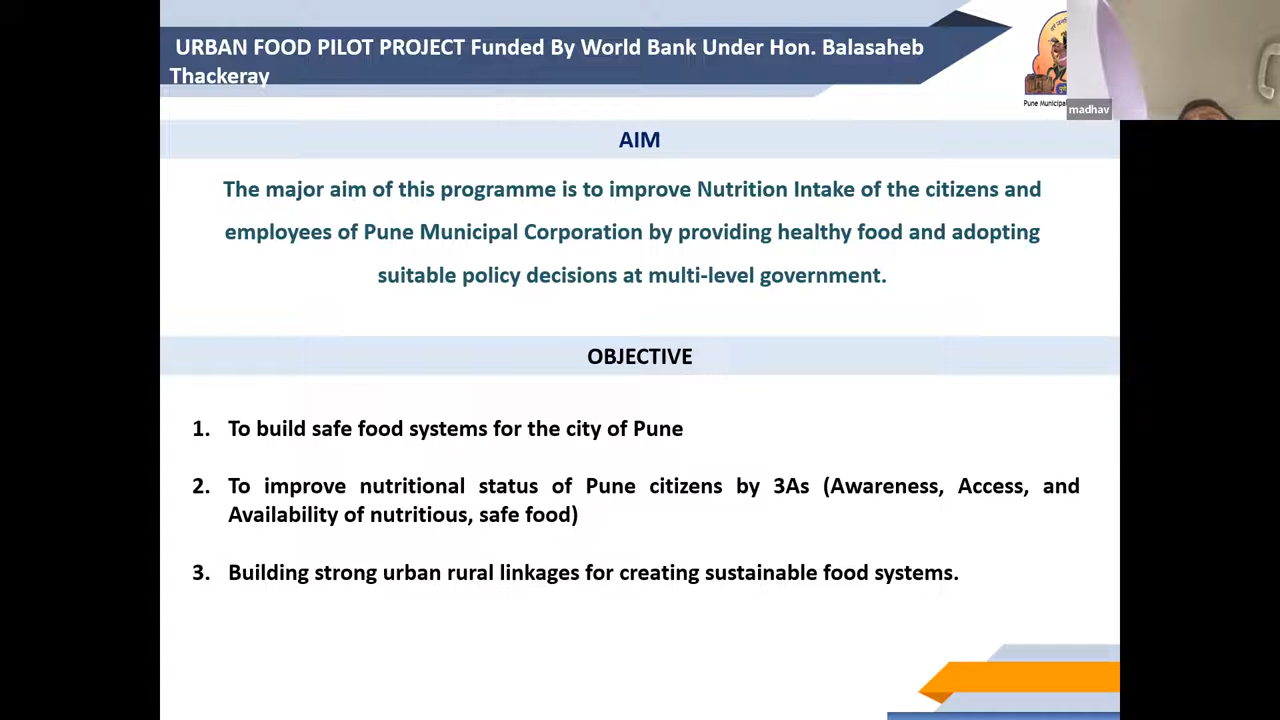 URBAN FOOD PILOT PROJECT Funded By World Bank Under Hon. Balasaheb
Thackeray
Pune Municipal
madhav
AIM
The major aim of this programme is to improve Nutrition Intake of the citizens and
employees of Pune Municipal Corporation by providing healthy food and adopting
suitable policy decisions at multi-level government.
OBJECTIVE
1. To build safe food systems for the city of Pune
2. To improve nutritional status of Pune citizens by 3As (Awareness, Access, and
Availability of nutritious, safe food)
3. Building strong urban rural linkages for creating sustainable food systems.